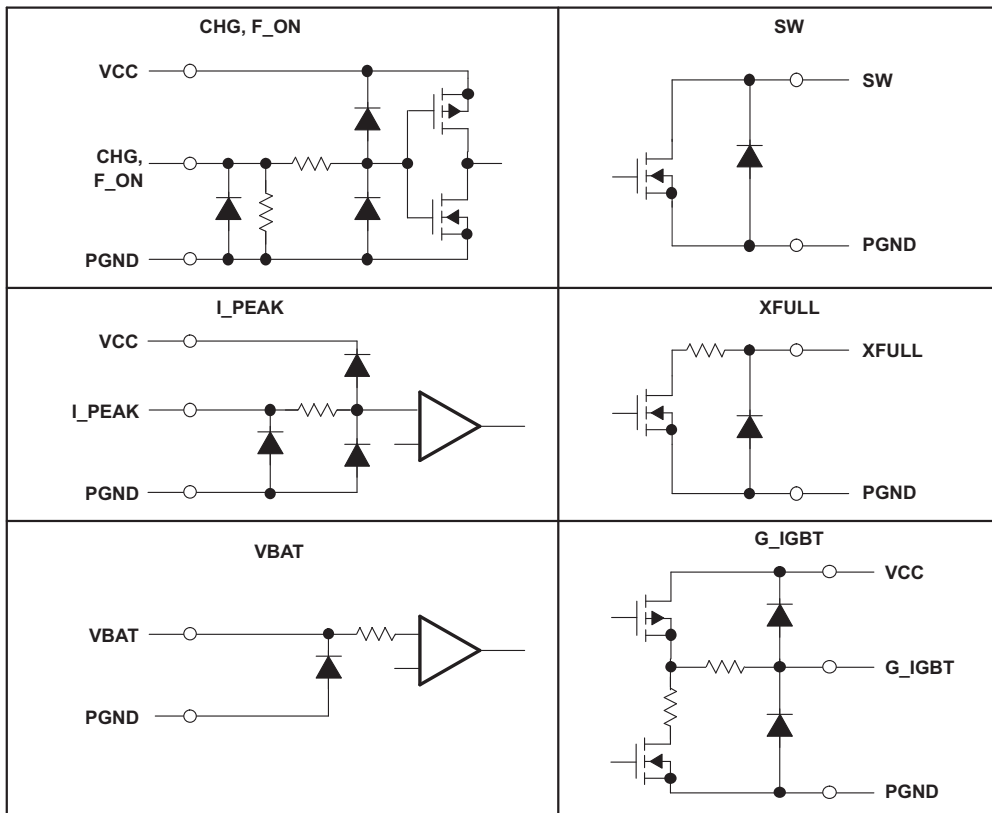 CHG, F_ON
VCC
CHG,
F_ON
PGND
SW
SW
PGND
I_PEAK
VCC
I_PEAK
PGND
XFULL
XFULL
PGND
VBAT
VBAT
PGND
G_IGBT
VCC
G_IGBT
PGND